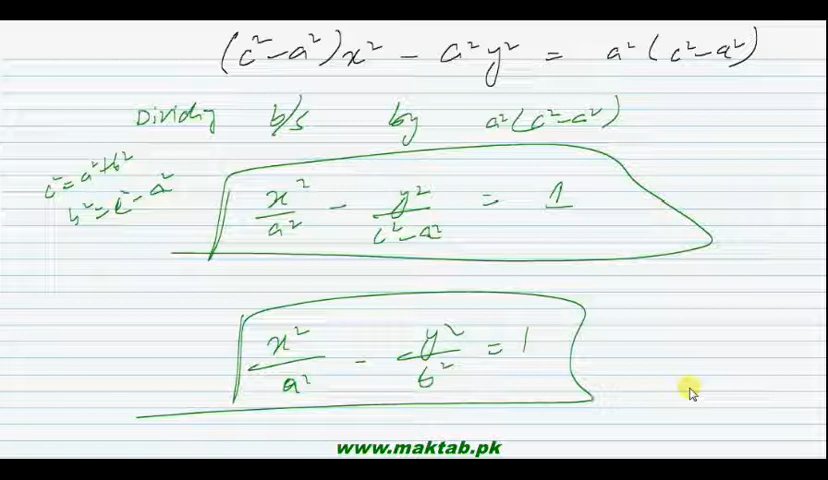 (c²-a²)x² - a²y² = a²(c²-a²)
Dividing b/s by a²(c²-a²)
c² = a²+b²
b² = c²-a²
x²/a² - y²/c²-a² = 1
x²/a² - y²/b² = 1
www.maktab.pk